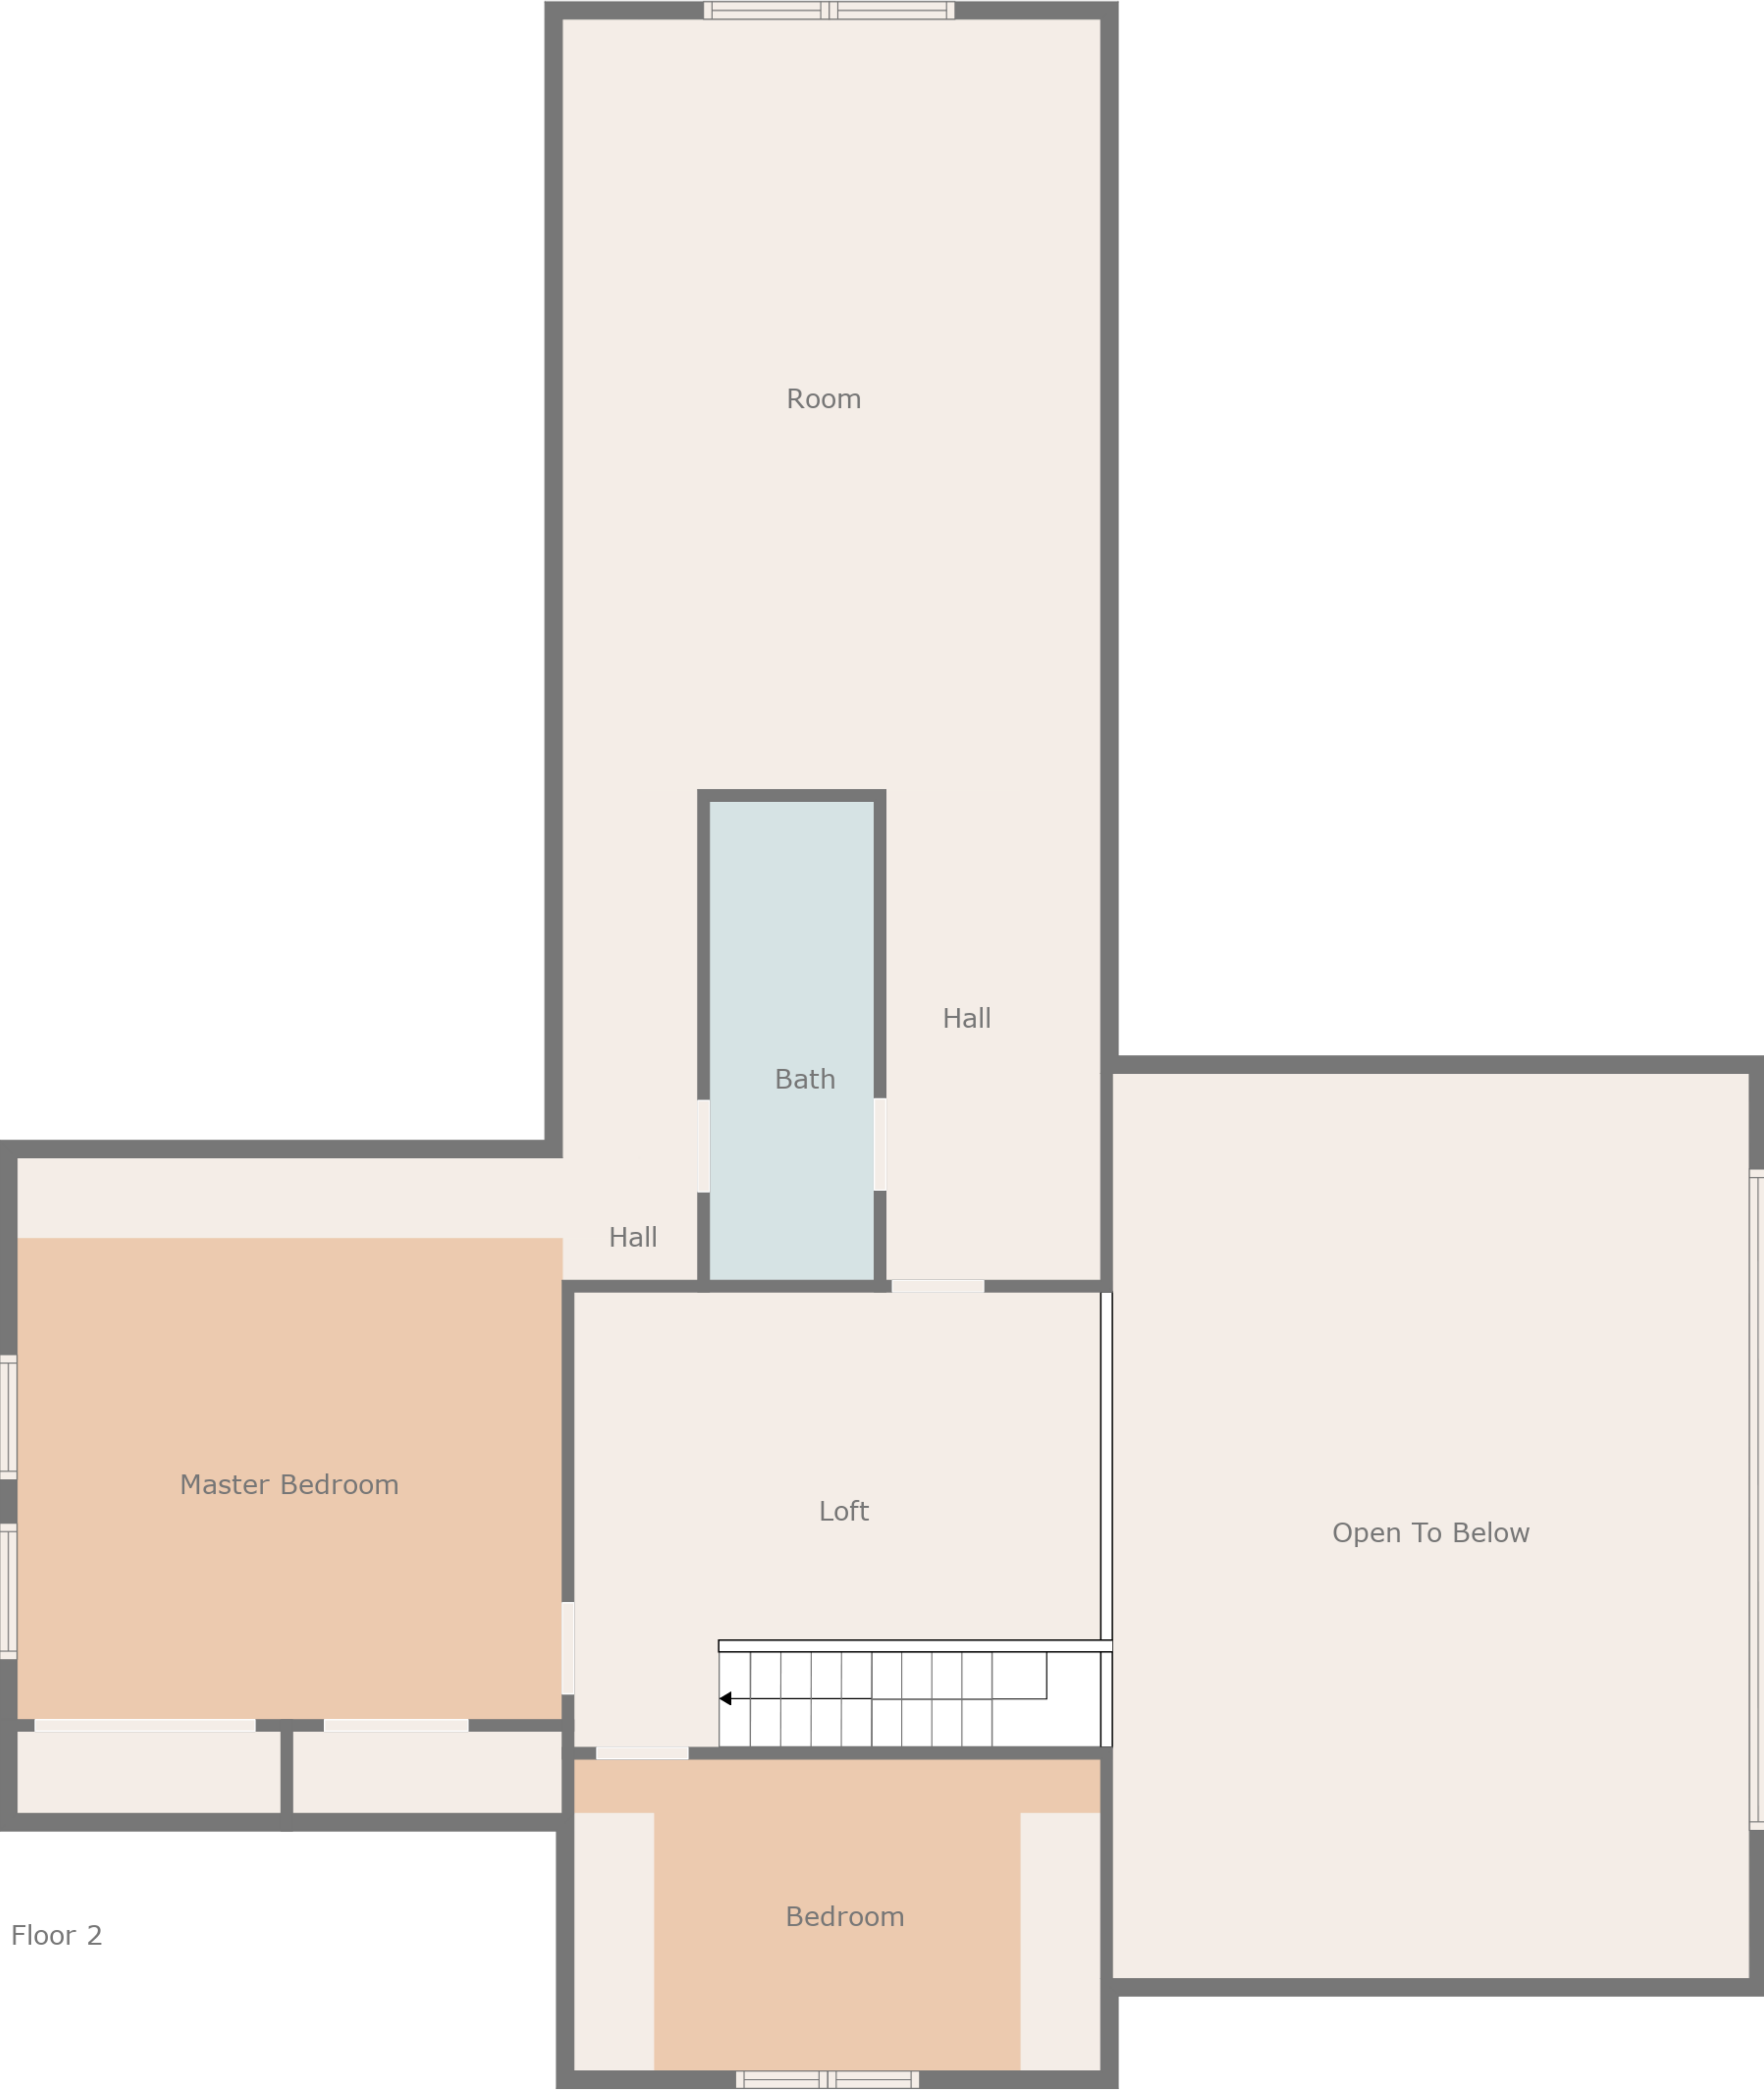 Room
Hall
Bath
Hall
Master Bedroom
Loft
Open To Below
Bedroom
Floor 2